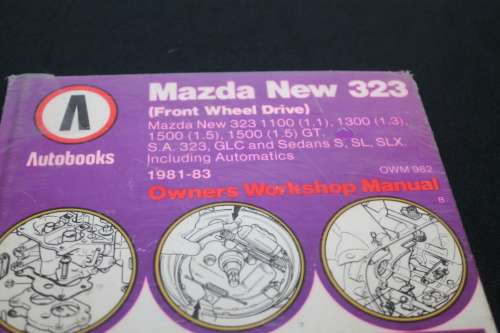 Mazda New 323
(Front Wheel Drive)
Mazda New 323 1100 (1.1), 1300 (1.3),
1500 (1.5), 1500 (1.5) GT.
S.A. 323, GLC and Sedans S, SL, SLX.
Including Automatics
1981-83
OWM 962
Owners Workshop Manual
B
Autobooks